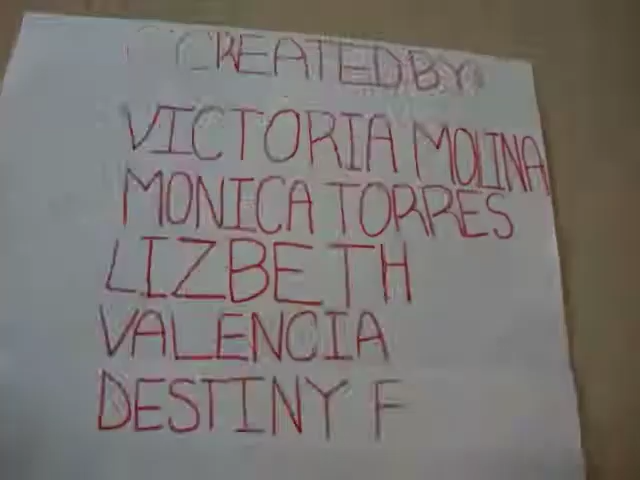 CREATED BY:
VICTORIA MOLINA
MONICA TORRES
LIZBETH
VALENCIA
DESTINY F